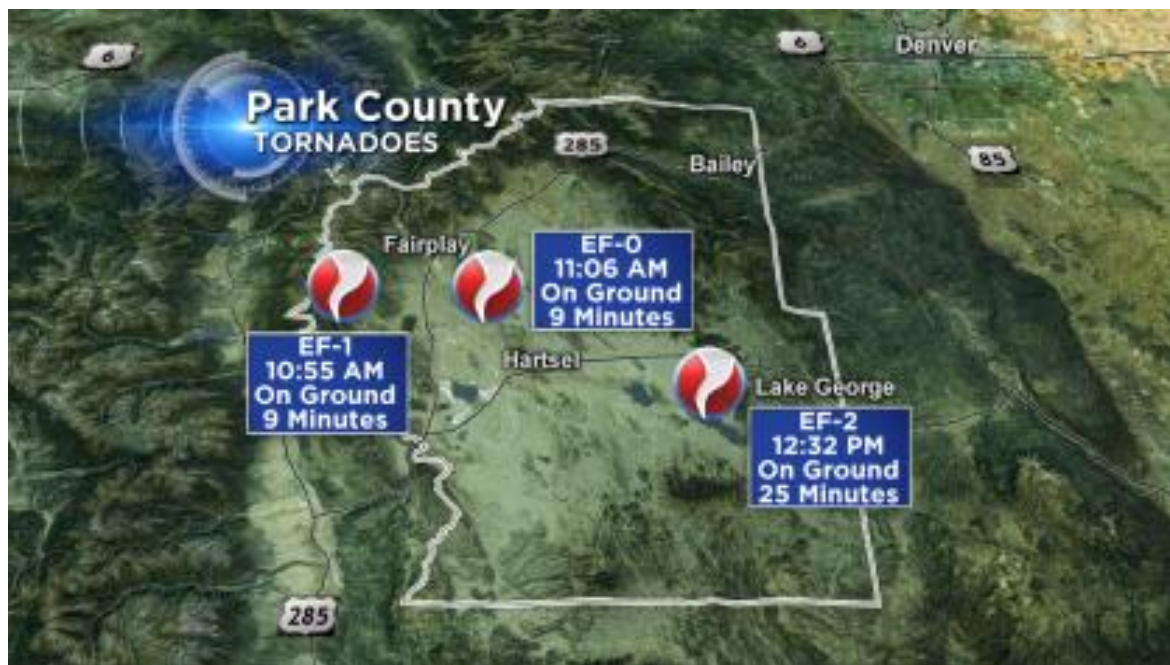 6
6
Denver
Park County
TORNADOES
285
Bailey
85
Fairplay
EF-0
11:06 AM
On Ground
9 Minutes
EF-1
10:55 AM
On Ground
9 Minutes
Hartsel
Lake George
EF-2
12:32 PM
On Ground
25 Minutes
285